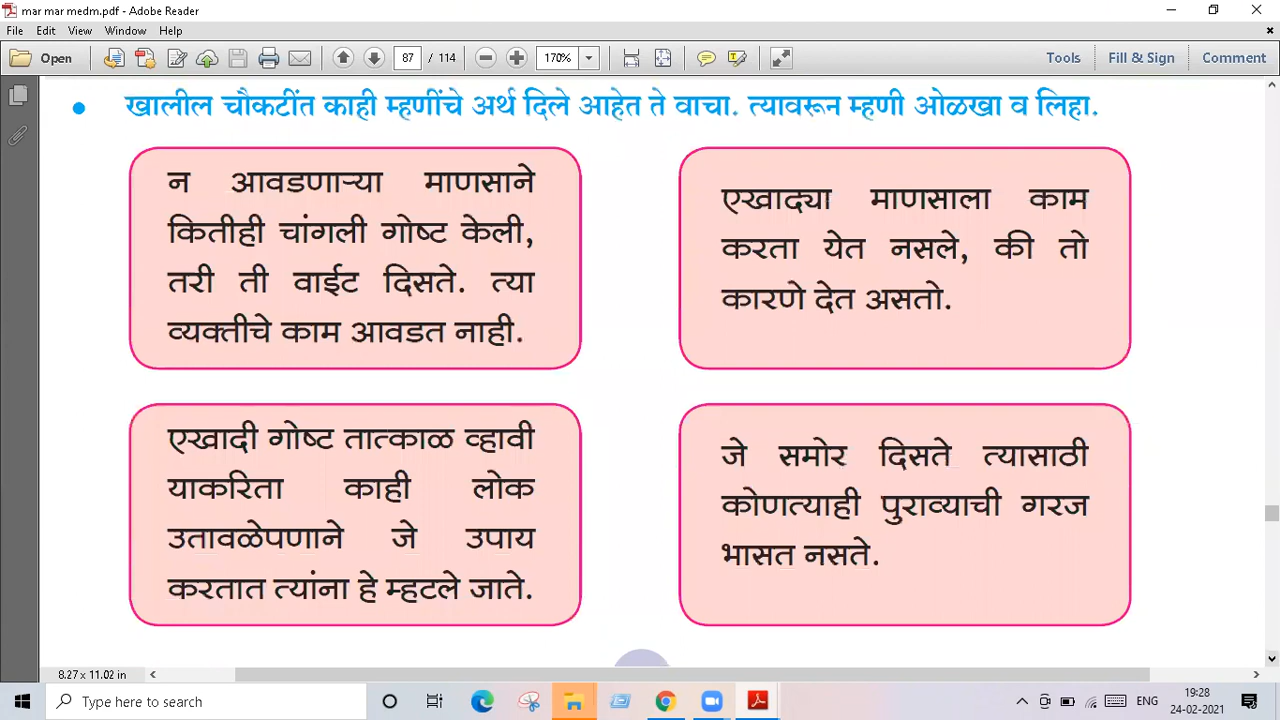 mar mar medm.pdf - Adobe Reader
File Edit View Window Help
Open 87 / 114 170% Tools Fill & Sign Comment
खालील चौकटींत काही म्हणींचे अर्थ दिले आहेत ते वाचा. त्यावरून म्हणी ओळखा व लिहा.
न आवडणाऱ्या माणसाने
कितीही चांगली गोष्ट केली,
तरी ती वाईट दिसते. त्या
व्यक्तीचे काम आवडत नाही.
एखाद्या माणसाला काम
करता येत नसले, की तो
कारणे देत असतो.
एखादी गोष्ट तात्काळ व्हावी
याकरिता काही लोक
उतावळेपणाने जे उपाय
करतात त्यांना हे म्हटले जाते.
जे समोर दिसते त्यासाठी
कोणत्याही पुराव्याची गरज
भासत नसते.
8.27 x 11.02 in
Type here to search
ENG
19:28
24-02-2021